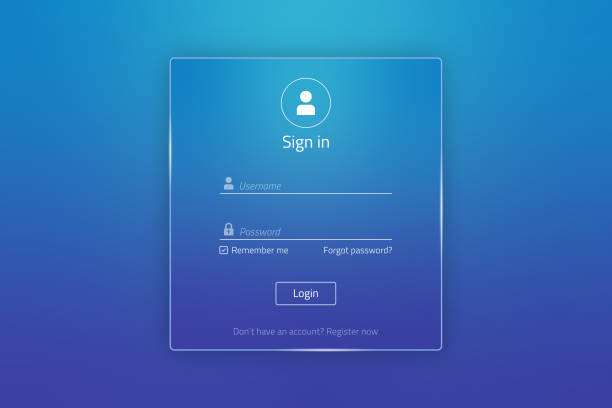 Sign in
Username
Password
Remember me Forgot password?
Login
Don't have an account? Register now